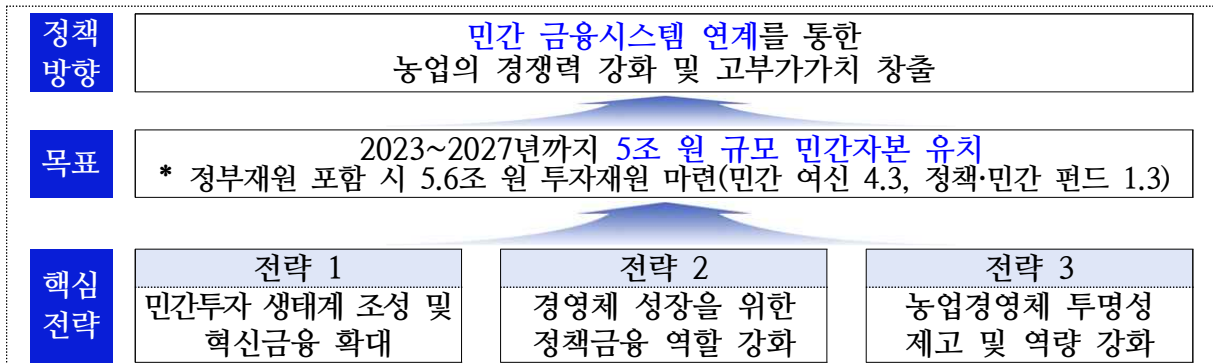 정책
방향
민간 금융시스템 연계를 통한
농업의 경쟁력 강화 및 고부가가치 창출
목표
2023~2027년까지 5조 원 규모 민간자본 유치
* 정부재원 포함 시 5.6조 원 투자재원 마련(민간 여신 4.3, 정책·민간 펀드 1.3)
핵심
전략
전략 1
민간투자 생태계 조성 및
혁신금융 확대
전략 2
경영체 성장을 위한
정책금융 역할 강화
전략 3
농업경영체 투명성
제고 및 역량 강화